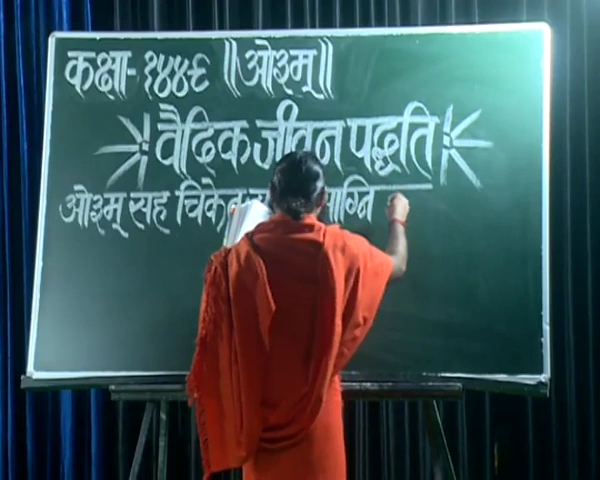 कक्षा-१४४६ ॥ओ३म्॥
वैदिक जीवन पद्धति
ओ३म् सह चिकेन